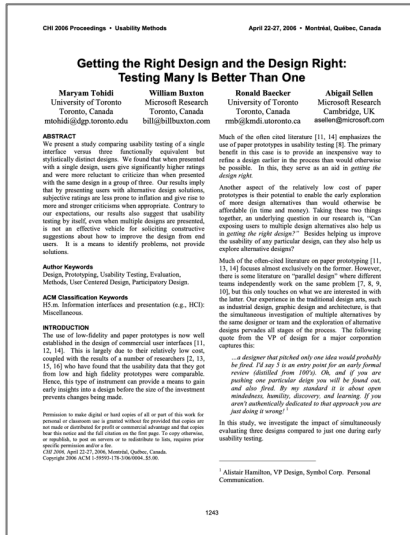 CHI 2006 Proceedings • Usability Methods
April 22-27, 2006 • Montréal, Québec, Canada
Getting the Right Design and the Design Right:
Testing Many Is Better Than One
Maryam Tohidi
University of Toronto
Toronto, Canada
mtohidi@dgp.toronto.edu
William Buxton
Microsoft Research
Toronto, Canada
bill@billbuxton.com
Ronald Baecker
University of Toronto
Toronto, Canada
rmb@kmdi.utoronto.ca
Abigail Sellen
Microsoft Research
Cambridge, UK
asellen@microsoft.com
ABSTRACT
We present a study comparing usability testing of a single
interface versus three functionally equivalent but
stylistically distinct designs. We found that when presented
with a single design, users give significantly higher ratings
and were more reluctant to criticize than when presented
with the same design in a group of three. Our results imply
that by presenting users with alternative design solutions,
subjective ratings are less prone to inflation and give rise to
more and stronger criticisms when appropriate. Contrary to
our expectations, our results also suggest that usability
testing by itself, even when multiple designs are presented,
is not an effective vehicle for soliciting constructive
suggestions about how to improve the design from end
users. It is a means to identify problems, not provide
solutions.
Author Keywords
Design, Prototyping, Usability Testing, Evaluation,
Methods, User Centered Design, Participatory Design.
ACM Classification Keywords
H5.m. Information interfaces and presentation (e.g., HCI):
Miscellaneous.
INTRODUCTION
The use of low-fidelity and paper prototypes is now well
established in the design of commercial user interfaces [11,
12, 14]. This is largely due to their relatively low cost,
coupled with the results of a number of researchers [2, 13,
15, 16] who have found that the usability data that they got
from low and high fidelity prototypes were comparable.
Hence, this type of instrument can provide a means to gain
early insights into a design before the size of the investment
prevents changes being made.
Permission to make digital or hard copies of all or part of this work for
personal or classroom use is granted without fee provided that copies are
not made or distributed for profit or commercial advantage and that copies
bear this notice and the full citation on the first page. To copy otherwise,
or republish, to post on servers or to redistribute to lists, requires prior
specific permission and/or a fee.
CHI 2006, April 22-27, 2006, Montréal, Québec, Canada.
Copyright 2006 ACM 1-59593-178-3/06/0004...$5.00.
Much of the often cited literature [11, 14] emphasizes the
use of paper prototypes in usability testing [8]. The primary
benefit in this case is to provide an inexpensive way to
refine a design earlier in the process than would otherwise
be possible. In this, they serve as an aid in getting the
design right.
Another aspect of the relatively low cost of paper
prototypes is their potential to enable the early exploration
of more design alternatives than would otherwise be
affordable (in time and money). Taking these two things
together, an underlying question in our research is, "Can
exposing users to multiple design alternatives also help us
in getting the right design?" Besides helping us improve
the usability of any particular design, can they also help us
explore alternative designs?
Much of the often-cited literature on paper prototyping [11,
13, 14] focuses almost exclusively on the former. However,
there is some literature on "parallel design" where different
teams independently work on the same problem [7, 8, 9,
10], but this only touches on what we are interested in with
the latter. Our experience in the traditional design arts, such
as industrial design, graphic design and architecture, is that
the simultaneous investigation of multiple alternatives by
the same designer or team and the exploration of alternative
designs pervades all stages of the process. The following
quote from the VP of design for a major corporation
captures this:
...a designer that pitched only one idea would probably
be fired. I'd say 5 is an entry point for an early formal
review (distilled from 100's). Oh, and if you are
pushing one particular deign you will be found out,
and also fired. By my standard it is about open
mindedness, humility, discovery, and learning. If you
aren't authentically dedicated to that approach you are
just doing it wrong! 1
In this study, we investigate the impact of simultaneously
evaluating three designs compared to just one during early
usability testing.
1 Alistair Hamilton, VP Design, Symbol Corp. Personal
Communication.
1243